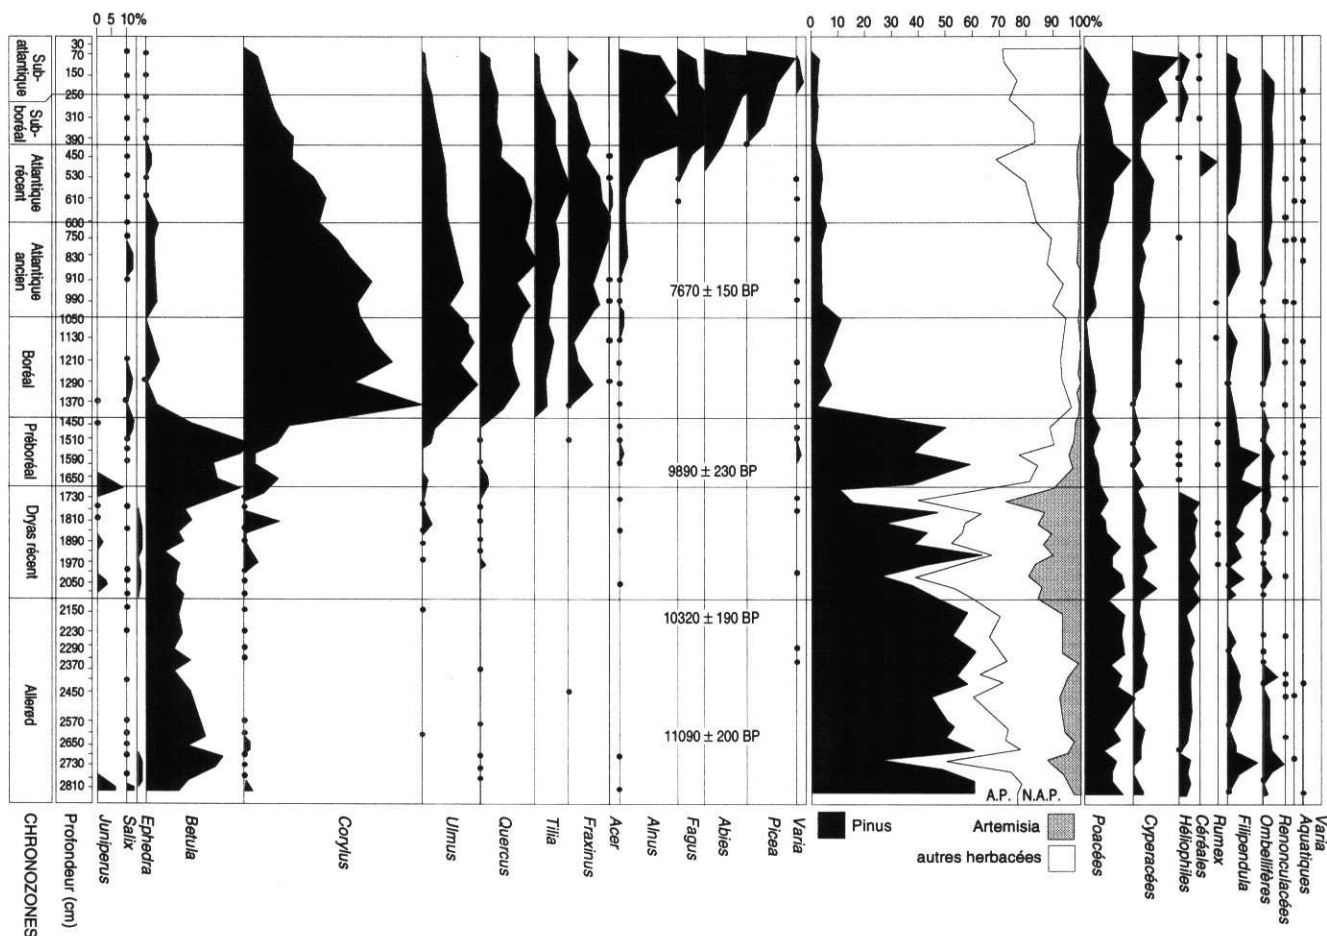 0 5 10%
0 10 20 30 40 50 60 70 80 90 100%
Sub-
atlantique
Sub-
boréal
Atlantique
récent
Atlantique
ancien
Boréal
Préboréal
Dryas récent
Allerød
CHRONOZONES
30
70
150
250
310
390
450
530
610
600
750
830
910
990
1050
1130
1210
1290
1370
1450
1510
1590
1650
1730
1810
1890
1970
2050
2150
2230
2290
2370
2450
2570
2650
2730
2810
Profondeur (cm)
7670 ± 150 BP
9890 ± 230 BP
10320 ± 190 BP
11090 ± 200 BP
A.P. N.A.P.
Juniperus
Salix
Ephedra
Betula
Corylus
Ulmus
Quercus
Tilia
Fraxinus
Acer
Alnus
Fagus
Abies
Picea
Varia
Pinus
Artemisia
autres herbacées
Poacées
Cyperacées
Héliophiles
Céréales
Rumex
Filipendula
Ombellifères
Renonculacées
Aquatiques
Varia